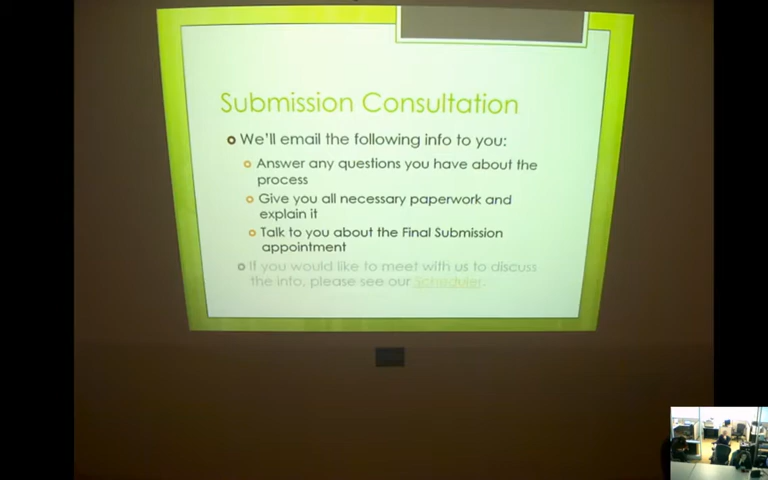 Submission Consultation
We'll email the following info to you:
Answer any questions you have about the
process
Give you all necessary paperwork and
explain it
Talk to you about the Final Submission
appointment
If you would like to meet with us to discuss
the info, please see our Scheduler.